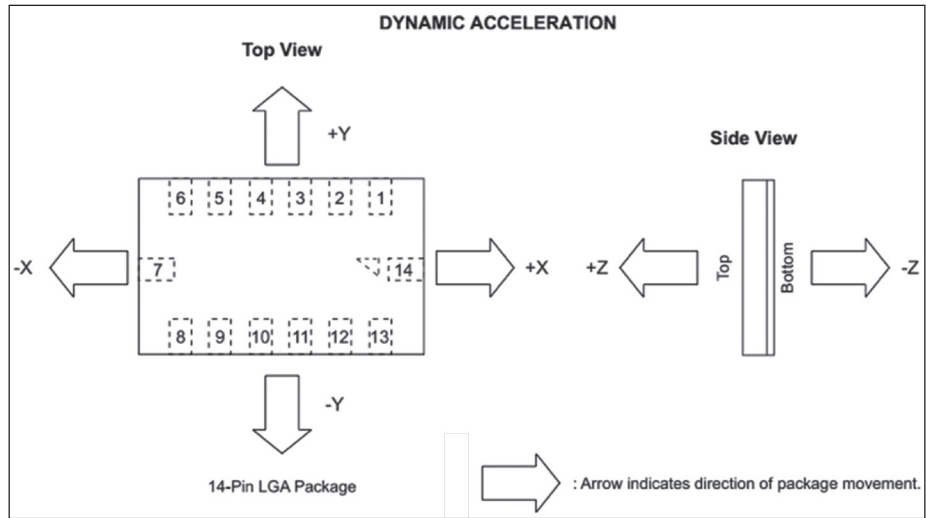 DYNAMIC ACCELERATION
Top View
+Y
Side View
6 5 4 3 2 1
-X
7
14
+X
+Z
Top
Bottom
-Z
8 9 10 11 12 13
-Y
14-Pin LGA Package
: Arrow indicates direction of package movement.